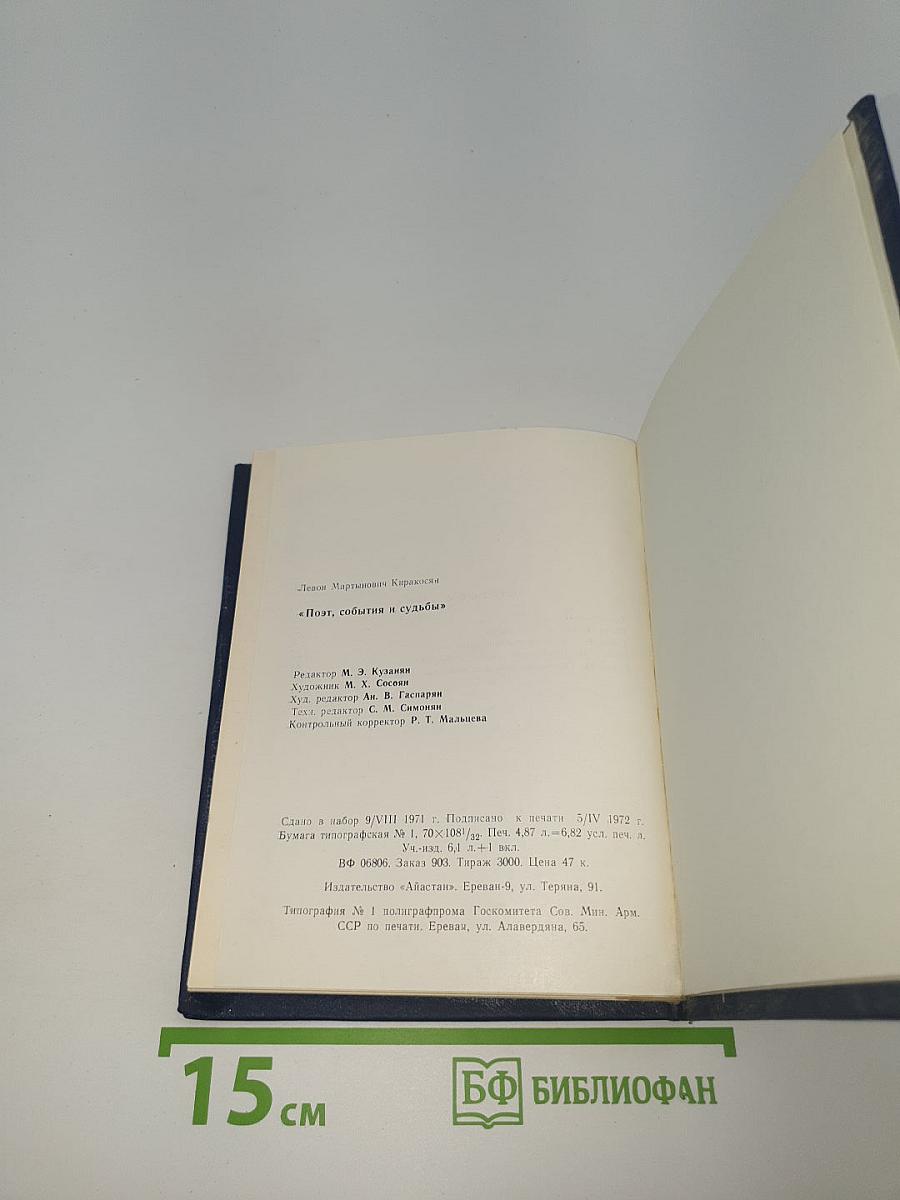 Левон Мартынович Киракосян
«Поэт, события и судьбы»
Редактор М. Э. Кузанян
Художник М. Х. Сосоян
Худ. редактор Ан. В. Гаспарян
Техн. редактор С. М. Симонян
Контрольный корректор Р. Т. Мальцева
Сдано в набор 9/VIII 1971 г. Подписано к печати 5/IV 1972 г.
Бумага типографская № 1, 70×108¹/₃₂. Печ. 4,87 л.=6,82 усл. печ. л.
Уч.-изд. 6,1 л.+1 вкл.
ВФ 06806. Заказ 903. Тираж 3000. Цена 47 к.
Издательство «Айастан». Ереван-9, ул. Теряна, 91.
Типография № 1 полиграфпрома Госкомитета Сов. Мин. Арм.
ССР по печати. Ереван, ул. Алавердяна, 65.
15 см
БФ БИБЛИОФАН